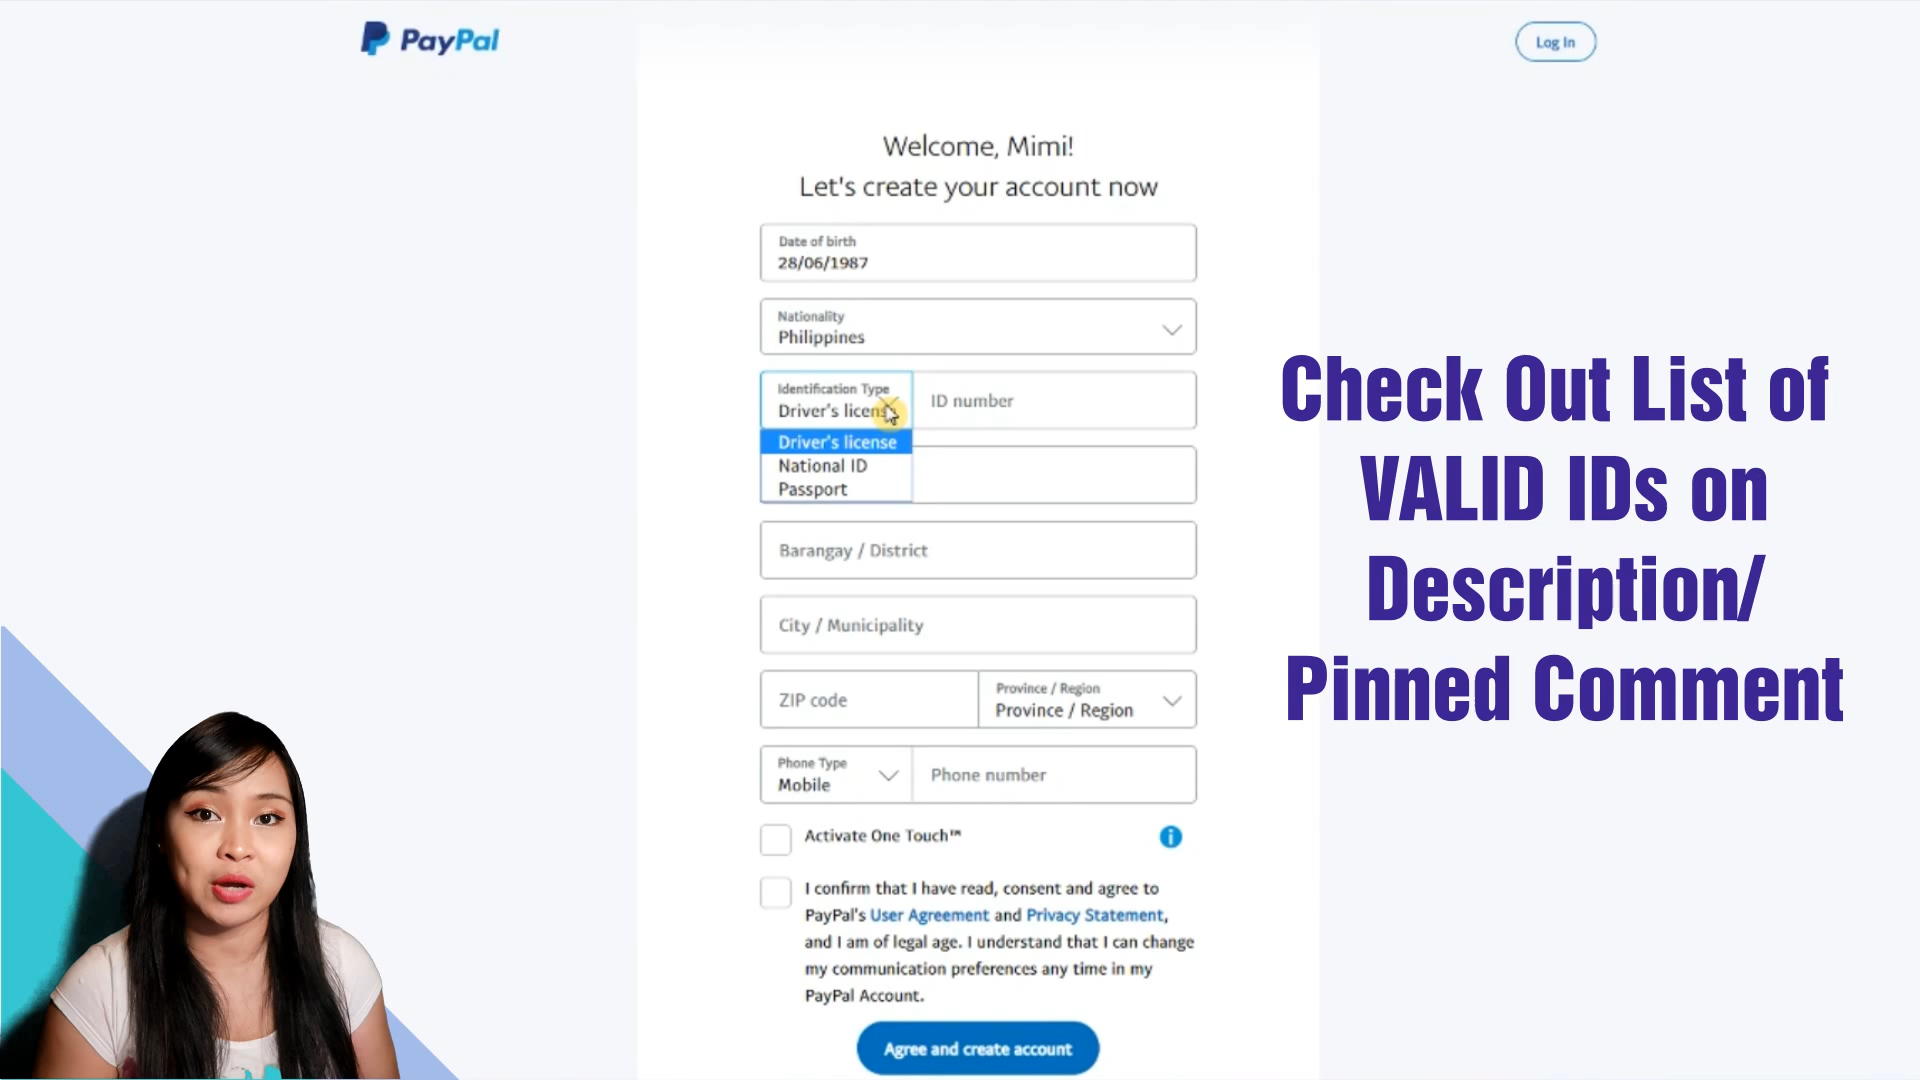 PayPal
Log In
Welcome, Mimi!
Let's create your account now
Date of birth
28/06/1987
Nationality
Philippines
Identification Type
Driver's license
ID number
Driver's license
National ID
Passport
Barangay / District
City / Municipality
ZIP code
Province / Region
Province / Region
Phone Type
Mobile
Phone number
Activate One Touch™
I confirm that I have read, consent and agree to
PayPal's User Agreement and Privacy Statement,
and I am of legal age. I understand that I can change
my communication preferences any time in my
PayPal Account.
Agree and create account
Check Out List of
VALID IDs on
Description/
Pinned Comment